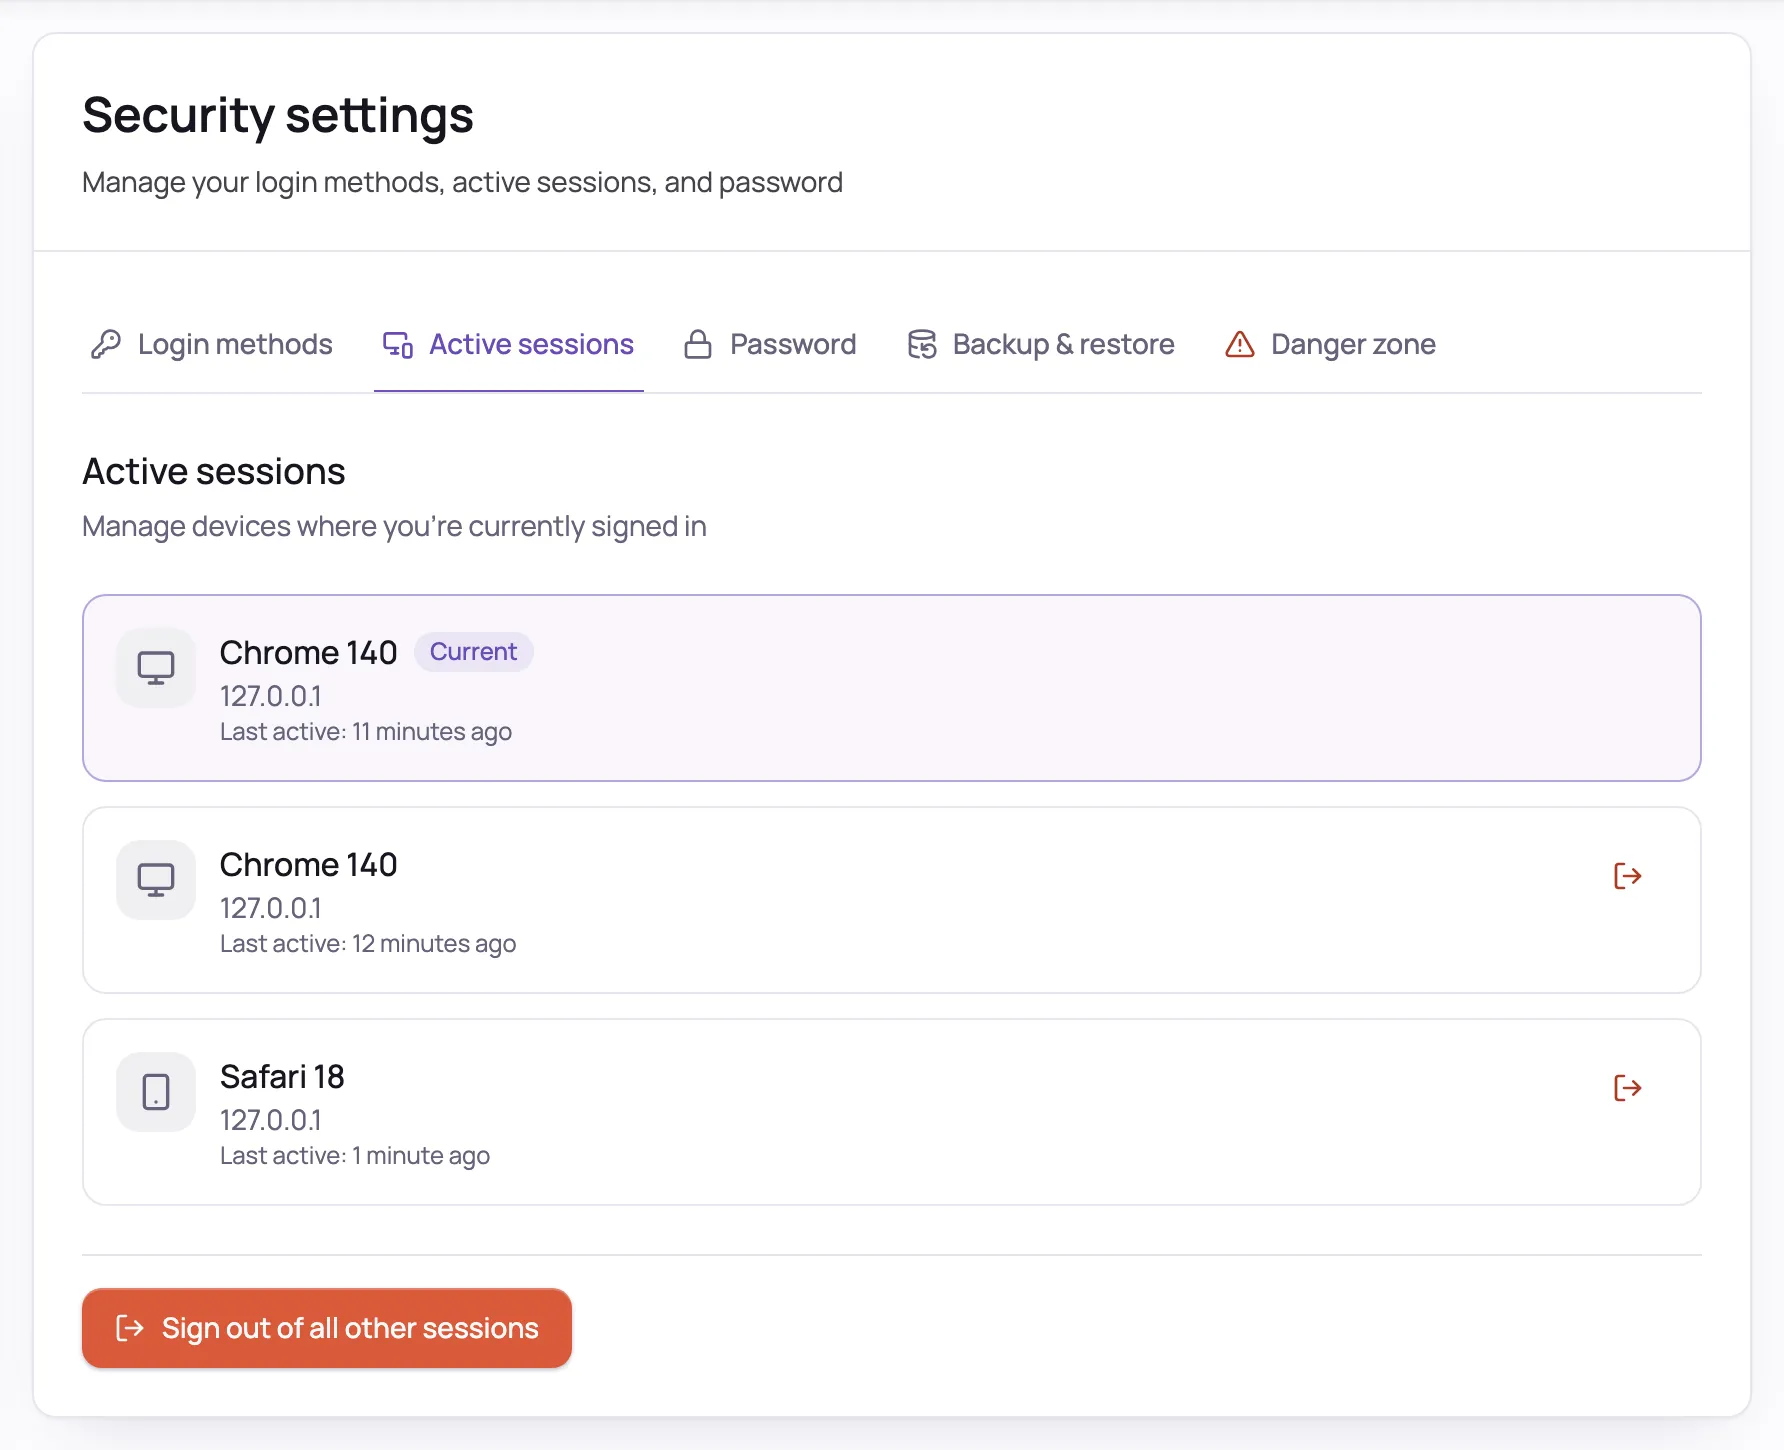 Security settings
Manage your login methods, active sessions, and password
Login methods
Active sessions
Password
Backup & restore
Danger zone
Active sessions
Manage devices where you’re currently signed in
Chrome 140 Current
127.0.0.1
Last active: 11 minutes ago
Chrome 140
127.0.0.1
Last active: 12 minutes ago
Safari 18
127.0.0.1
Last active: 1 minute ago
Sign out of all other sessions